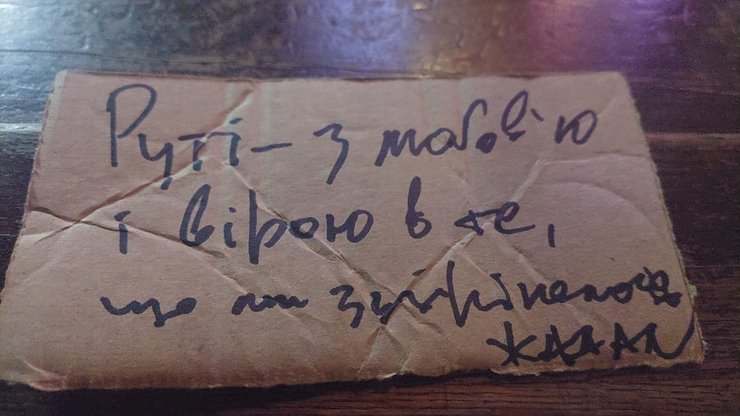 Руті – з любов'ю
і вірою в те,
що ми зустрінемось
ЖАДАН